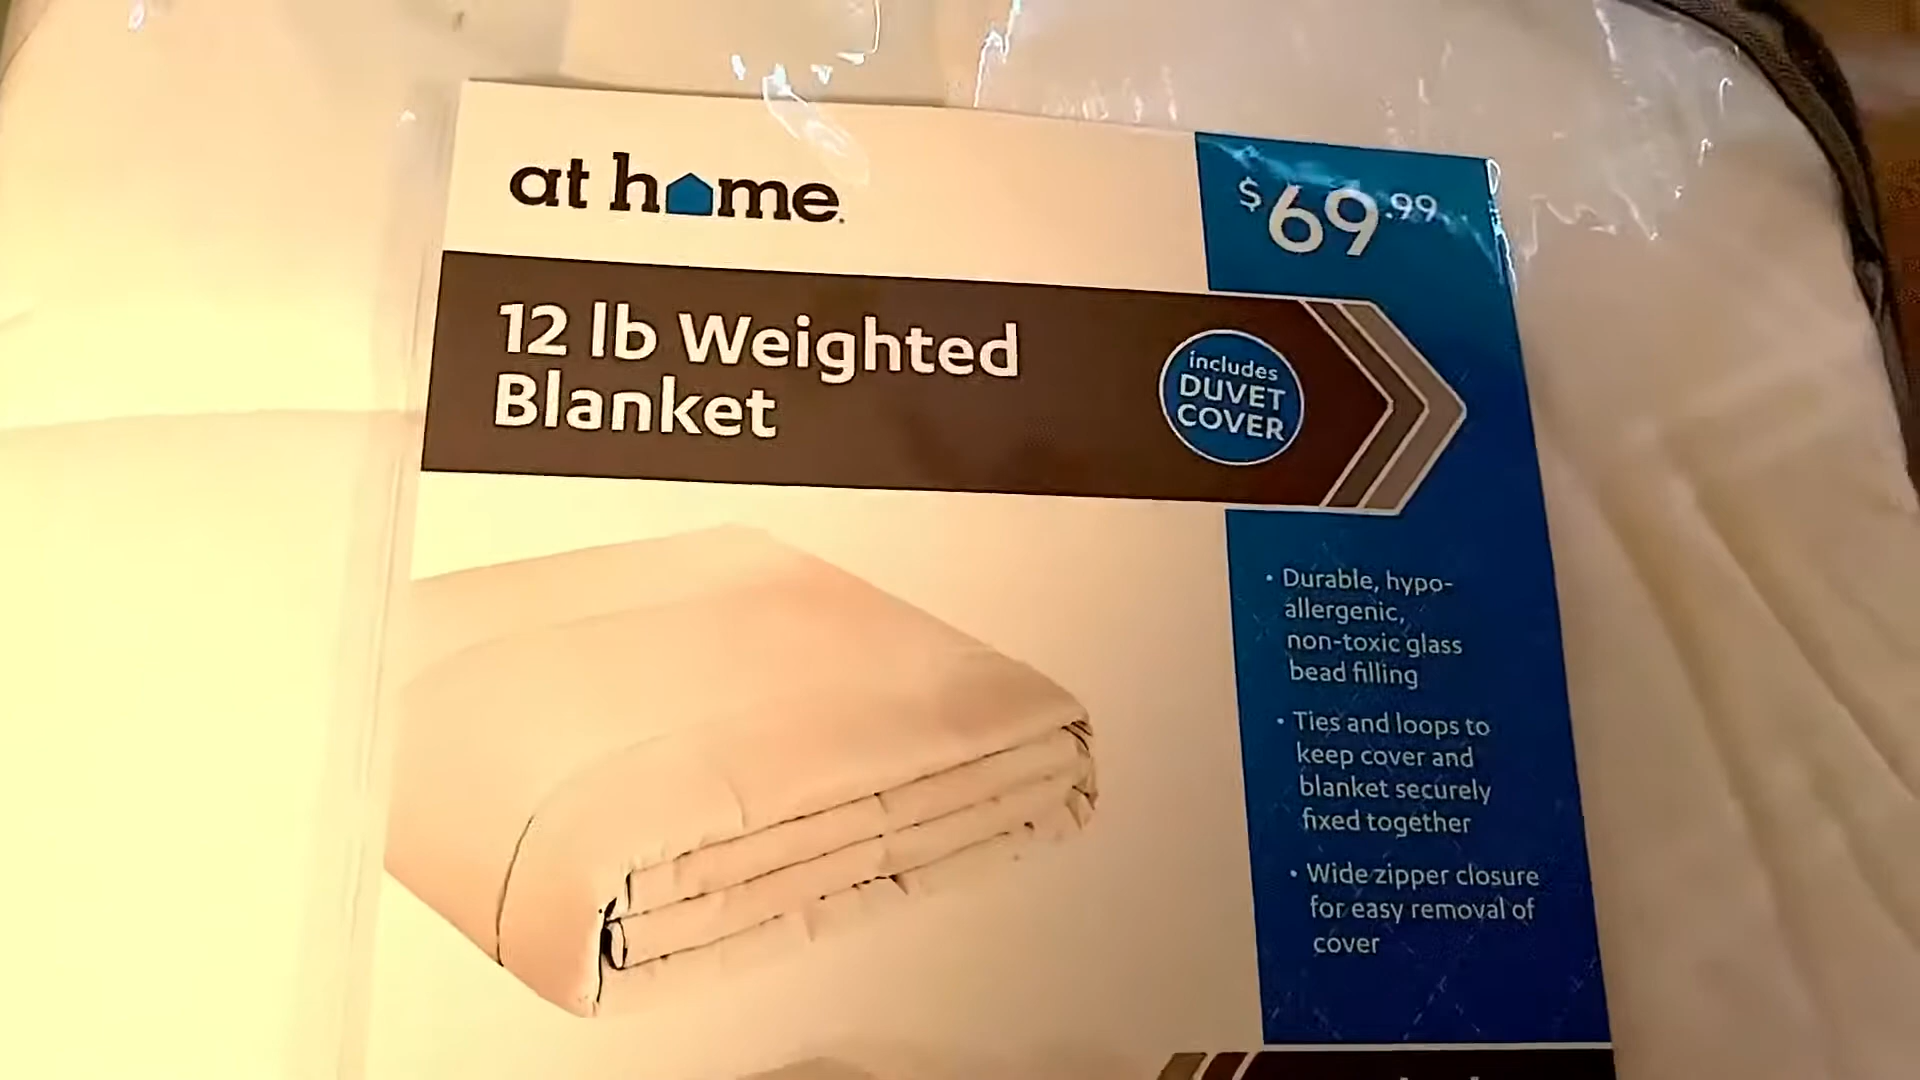 at home.
$69.99
12 lb Weighted
Blanket
includes
DUVET
COVER
• Durable, hypo-
allergenic,
non-toxic glass
bead filling
• Ties and loops to
keep cover and
blanket securely
fixed together
• Wide zipper closure
for easy removal of
cover